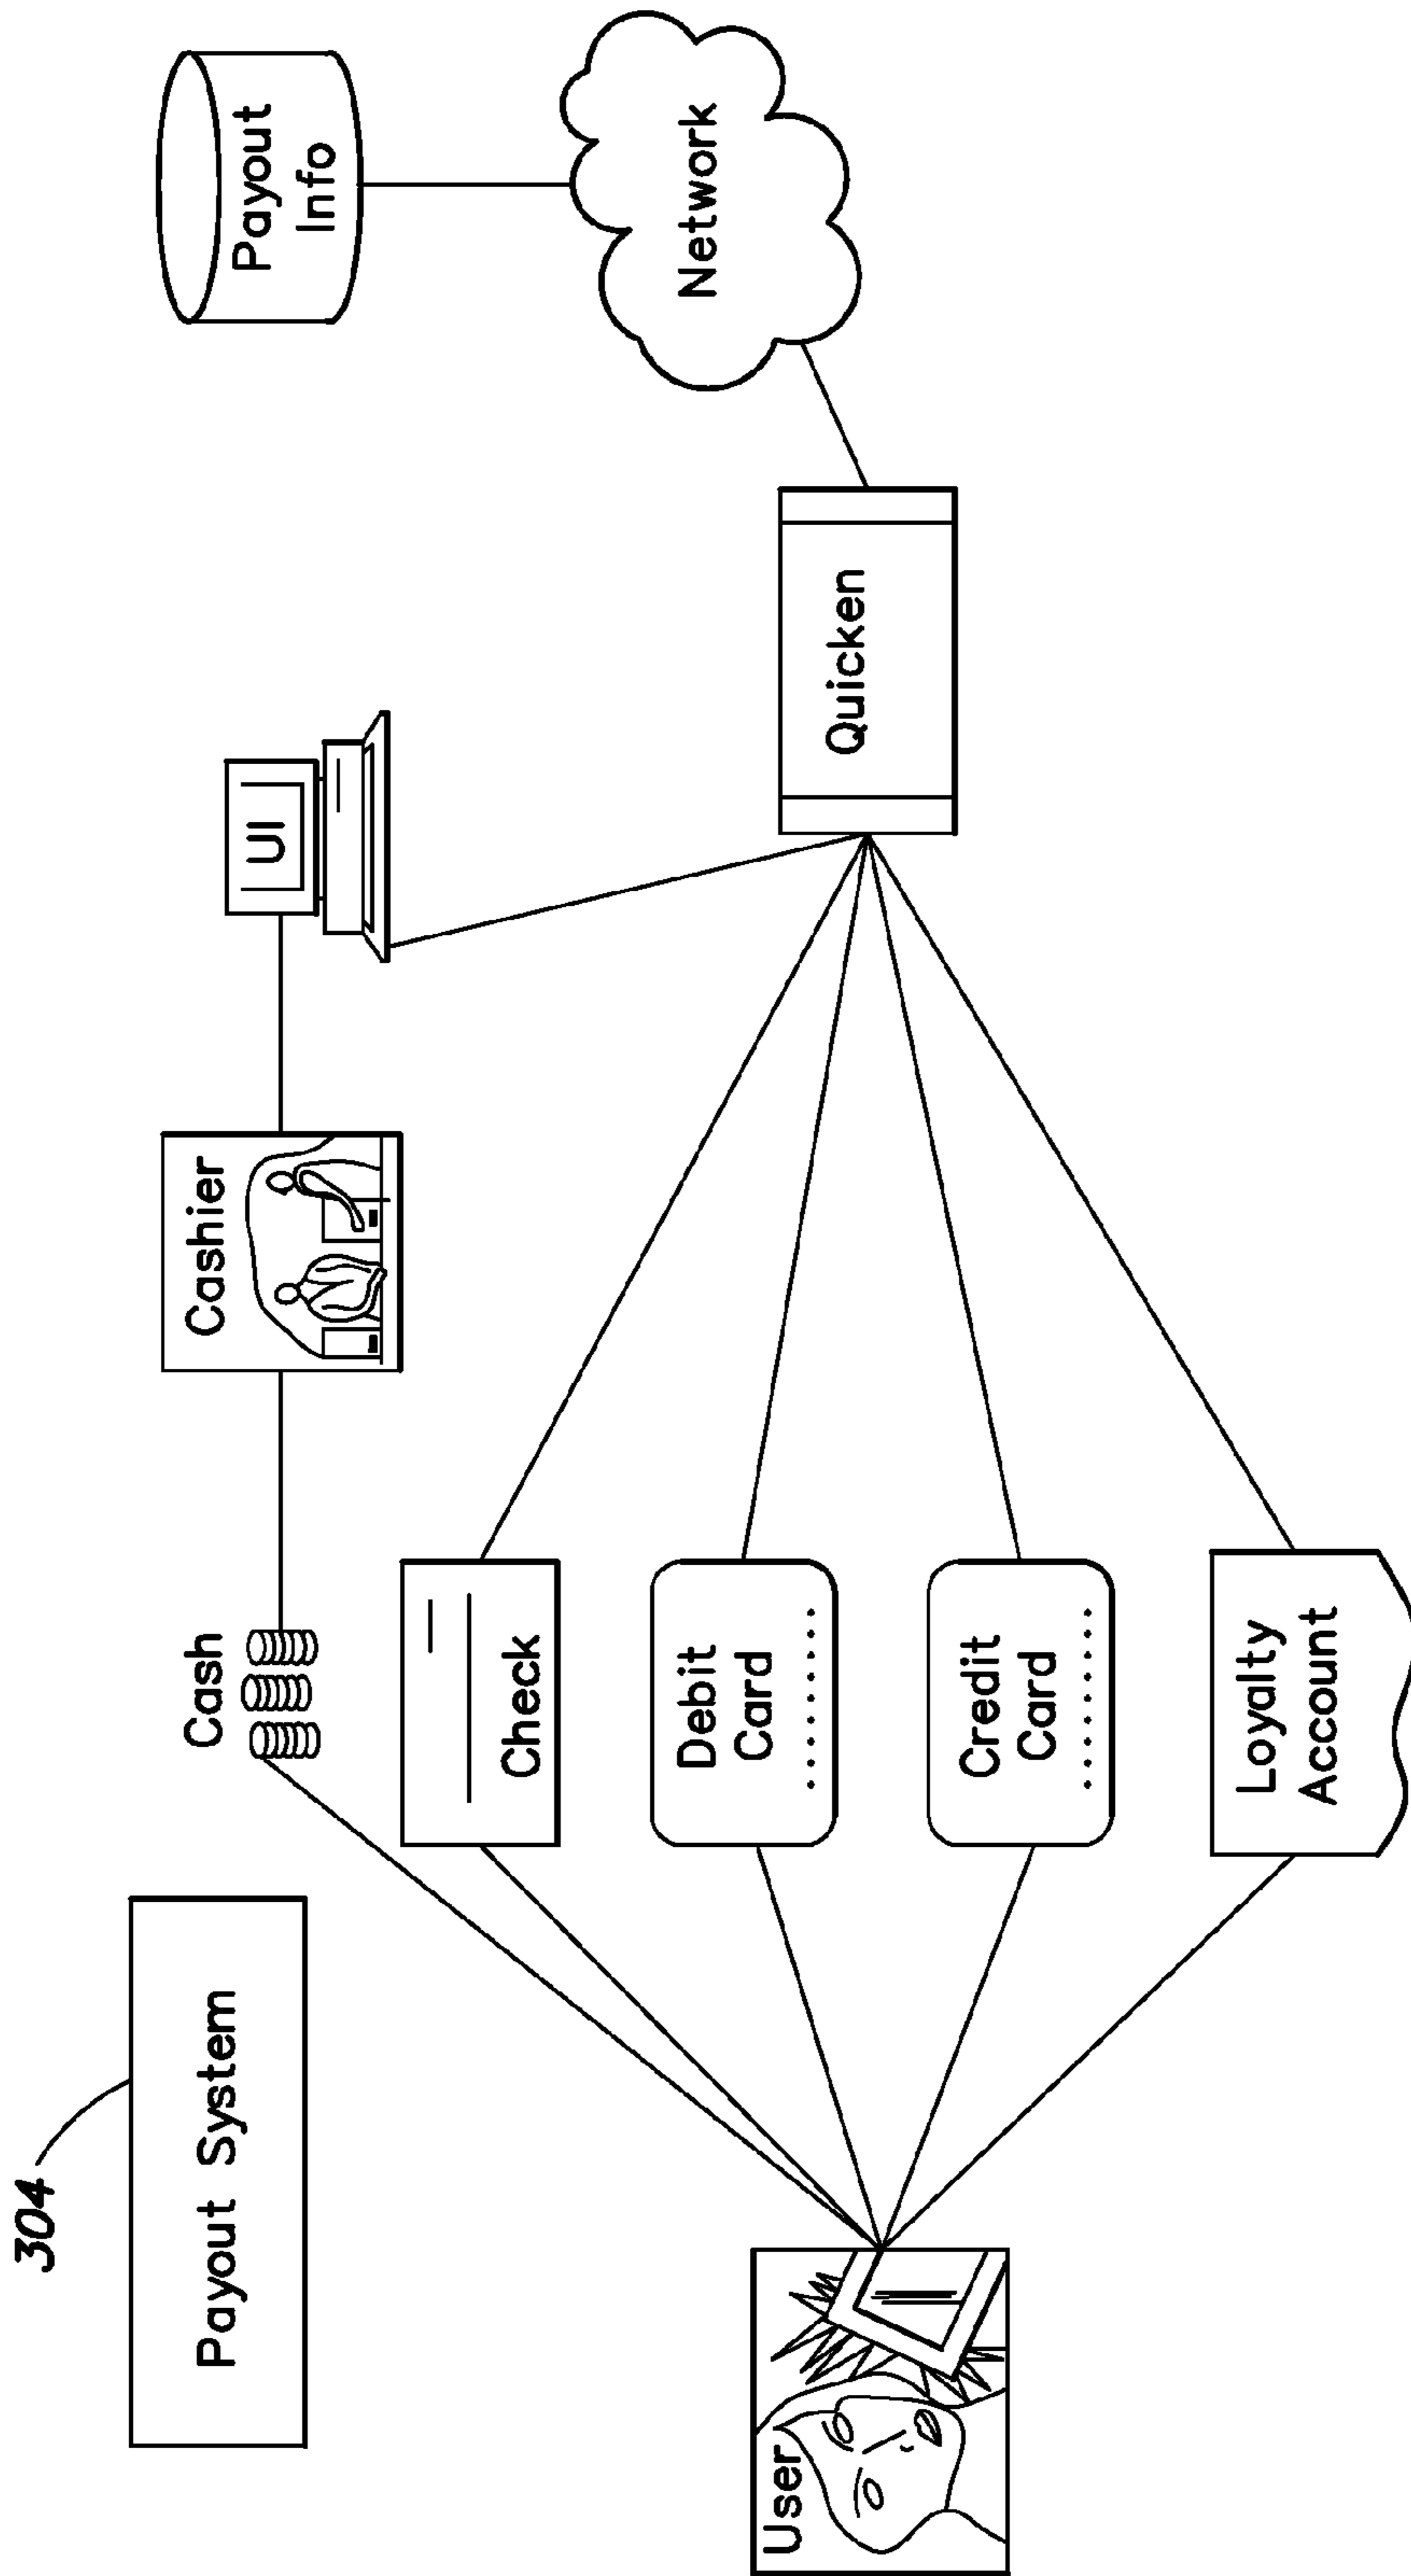 304
Payout System
Cash
Cashier
UI
Payout
Info
Check
Debit
Card
Credit
Card
Loyalty
Account
User
Quicken
Network